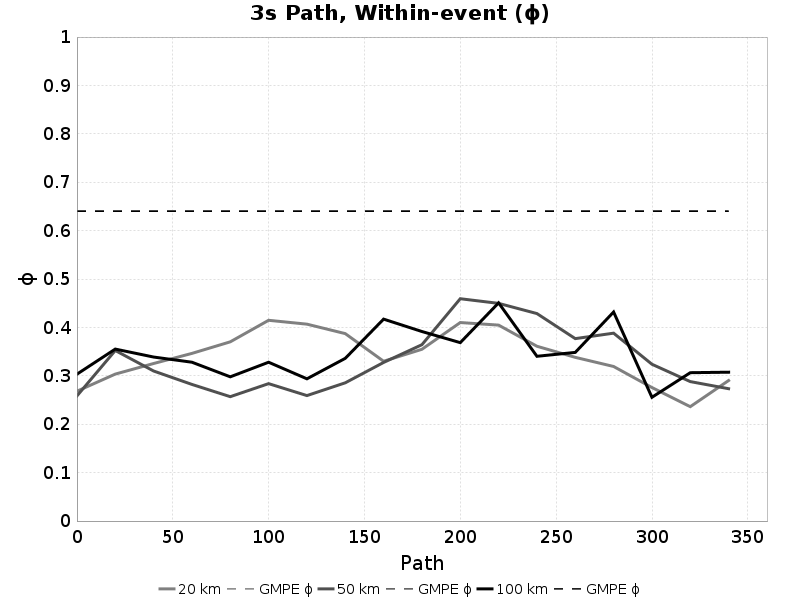 3s Path, Within-event (ϕ)
1
0.9
0.8
0.7
0.6
ϕ 0.5
0.4
0.3
0.2
0.1
0
0 50 100 150 200 250 300 350
Path
20 km GMPE ϕ 50 km GMPE ϕ 100 km GMPE ϕ